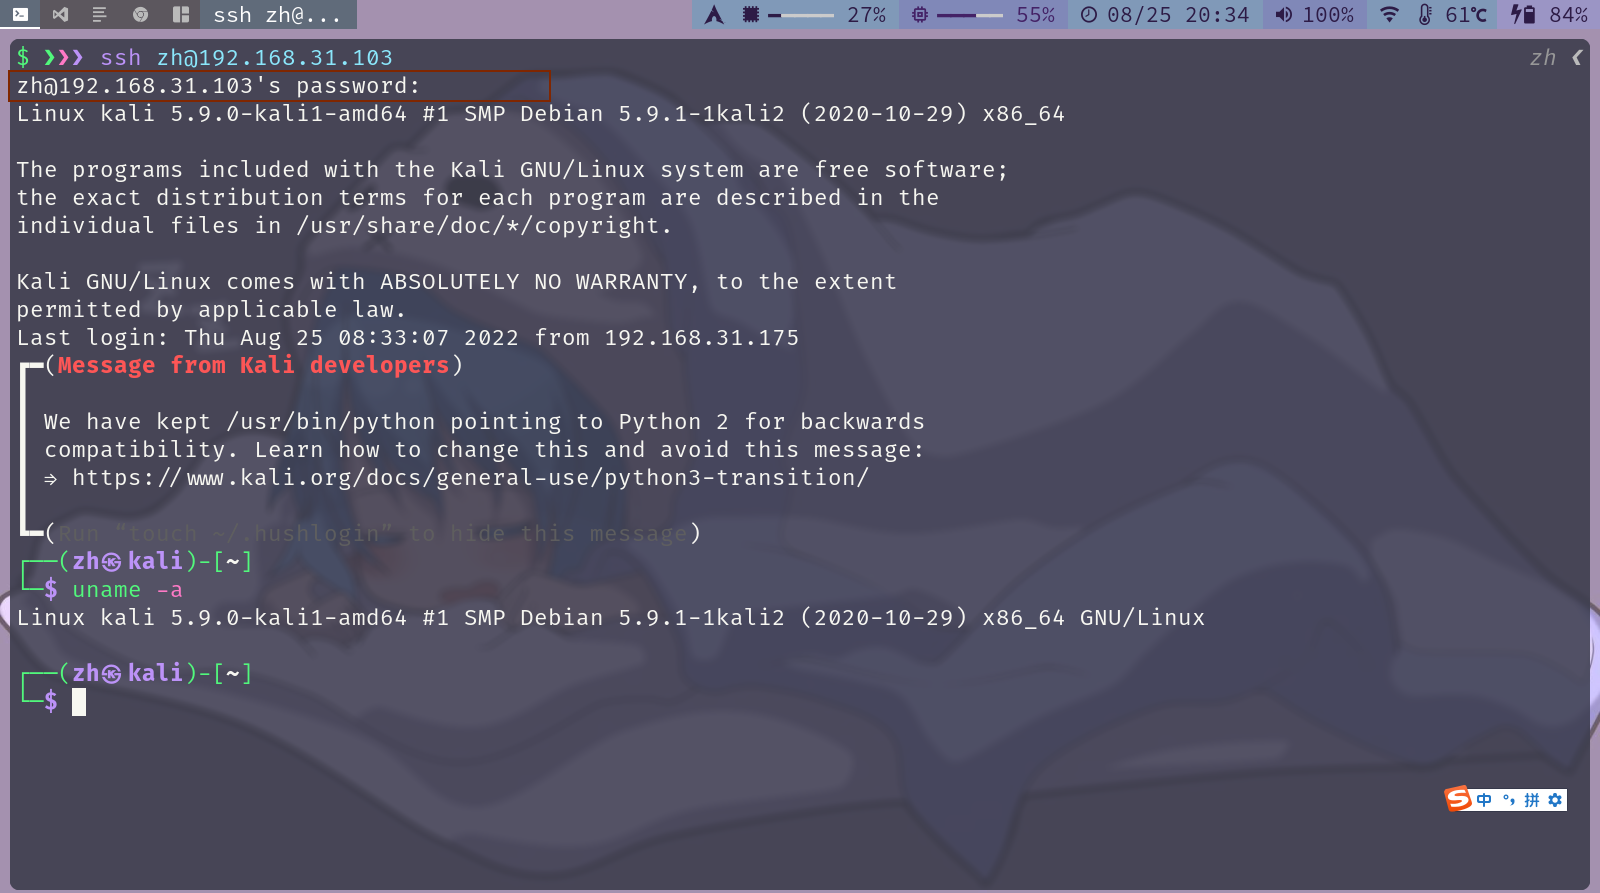 ssh zh@... 27% 55% 08/25 20:34 100% 61℃ 84%
$ ❯❯❯ ssh zh@192.168.31.103 zh ❮
zh@192.168.31.103's password:
Linux kali 5.9.0-kali1-amd64 #1 SMP Debian 5.9.1-1kali2 (2020-10-29) x86_64
The programs included with the Kali GNU/Linux system are free software;
the exact distribution terms for each program are described in the
individual files in /usr/share/doc/*/copyright.
Kali GNU/Linux comes with ABSOLUTELY NO WARRANTY, to the extent
permitted by applicable law.
Last login: Thu Aug 25 08:33:07 2022 from 192.168.31.175
┏━(Message from Kali developers)
┃ We have kept /usr/bin/python pointing to Python 2 for backwards
┃ compatibility. Learn how to change this and avoid this message:
┃ ⇒ https://www.kali.org/docs/general-use/python3-transition/
┗━(Run “touch ~/.hushlogin” to hide this message)
┌──(zh㉿kali)-[~]
└─$ uname -a
Linux kali 5.9.0-kali1-amd64 #1 SMP Debian 5.9.1-1kali2 (2020-10-29) x86_64 GNU/Linux
┌──(zh㉿kali)-[~]
└─$
S 中 °, 拼